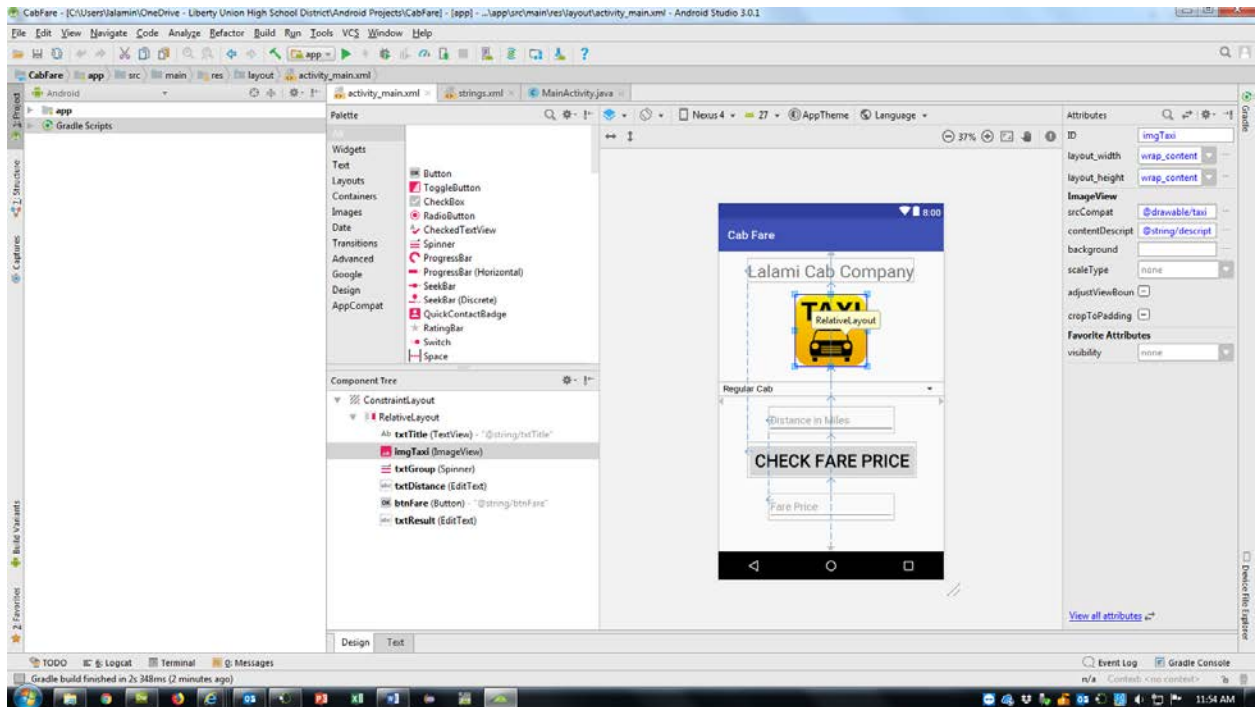 CabFare - [C:\Users\lalamin\OneDrive - Liberty Union High School District\Android Projects\CabFare] - [app] - ...\app\src\main\res\layout\activity_main.xml - Android Studio 3.0.1
File Edit View Navigate Code Analyze Refactor Build Run Tools VCS Window Help
app
CabFare app src main res layout activity_main.xml
Android
activity_main.xml strings.xml MainActivity.java
1: Project
app
Gradle Scripts
Z: Structure
Captures
Build Variants
2: Favorites
Palette
All
Widgets
Text
Layouts
Containers
Images
Date
Transitions
Advanced
Google
Design
AppCompat
Button
ToggleButton
CheckBox
RadioButton
CheckedTextView
Spinner
ProgressBar
ProgressBar (Horizontal)
SeekBar
SeekBar (Discrete)
QuickContactBadge
RatingBar
Switch
Space
Component Tree
ConstraintLayout
RelativeLayout
Ab txtTitle (TextView) - "@string/txtTitle"
imgTaxi (ImageView)
txtGroup (Spinner)
txtDistance (EditText)
OK btnFare (Button) - "@string/btnFare"
txtResult (EditText)
Design Text
Nexus 4 27 AppTheme Language
37%
8:00
Cab Fare
Lalami Cab Company
TAXI
RelativeLayout
Regular Cab
Distance in Miles
CHECK FARE PRICE
Fare Price
Attributes
ID imgTaxi
layout_width wrap_content
layout_height wrap_content
ImageView
srcCompat @drawable/taxi
contentDescript @string/descript
background
scaleType none
adjustViewBoun
cropToPadding
Favorite Attributes
visibility none
View all attributes
Gradle
Device File Explorer
TODO 6: Logcat Terminal 0: Messages
Event Log Gradle Console
Gradle build finished in 2s 348ms (2 minutes ago)
n/a Context: <no context>
11:54 AM